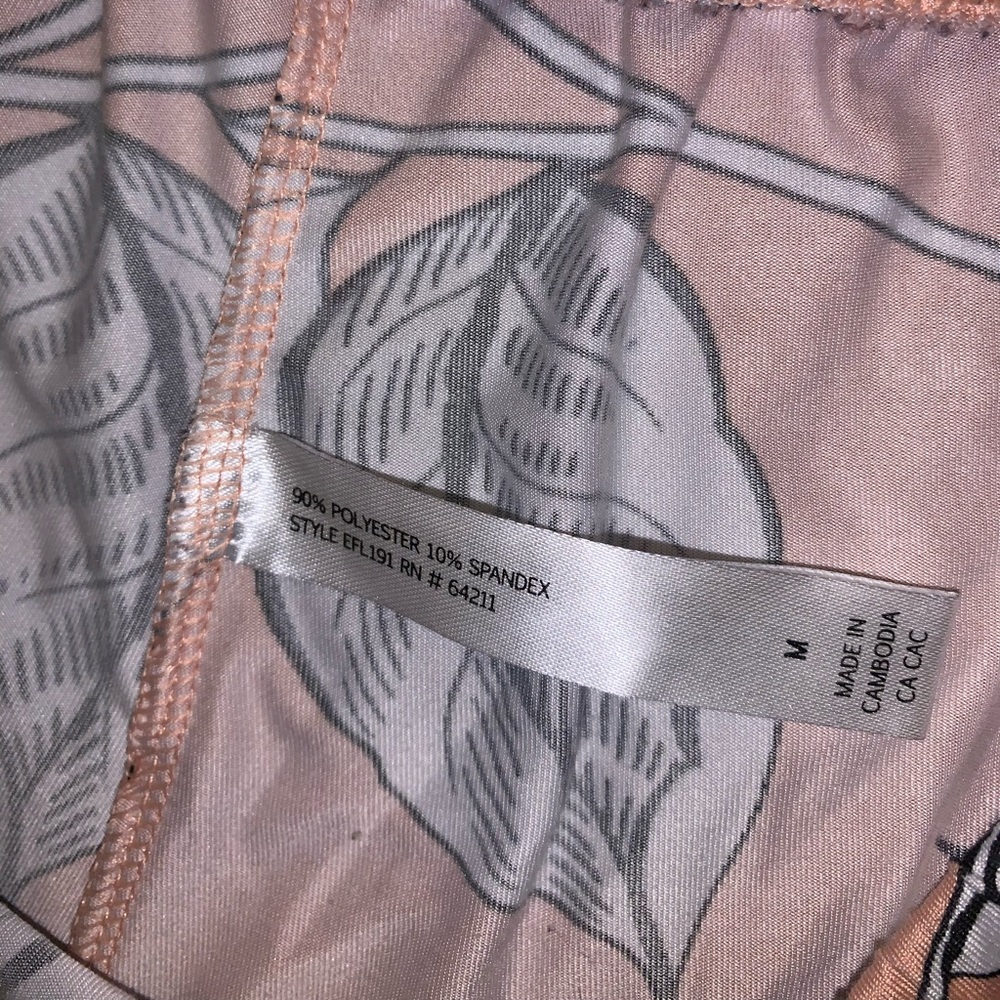 90% POLYESTER 10% SPANDEX
STYLE EFL191 RN # 64211
M
MADE IN
CAMBODIA
CA CAC